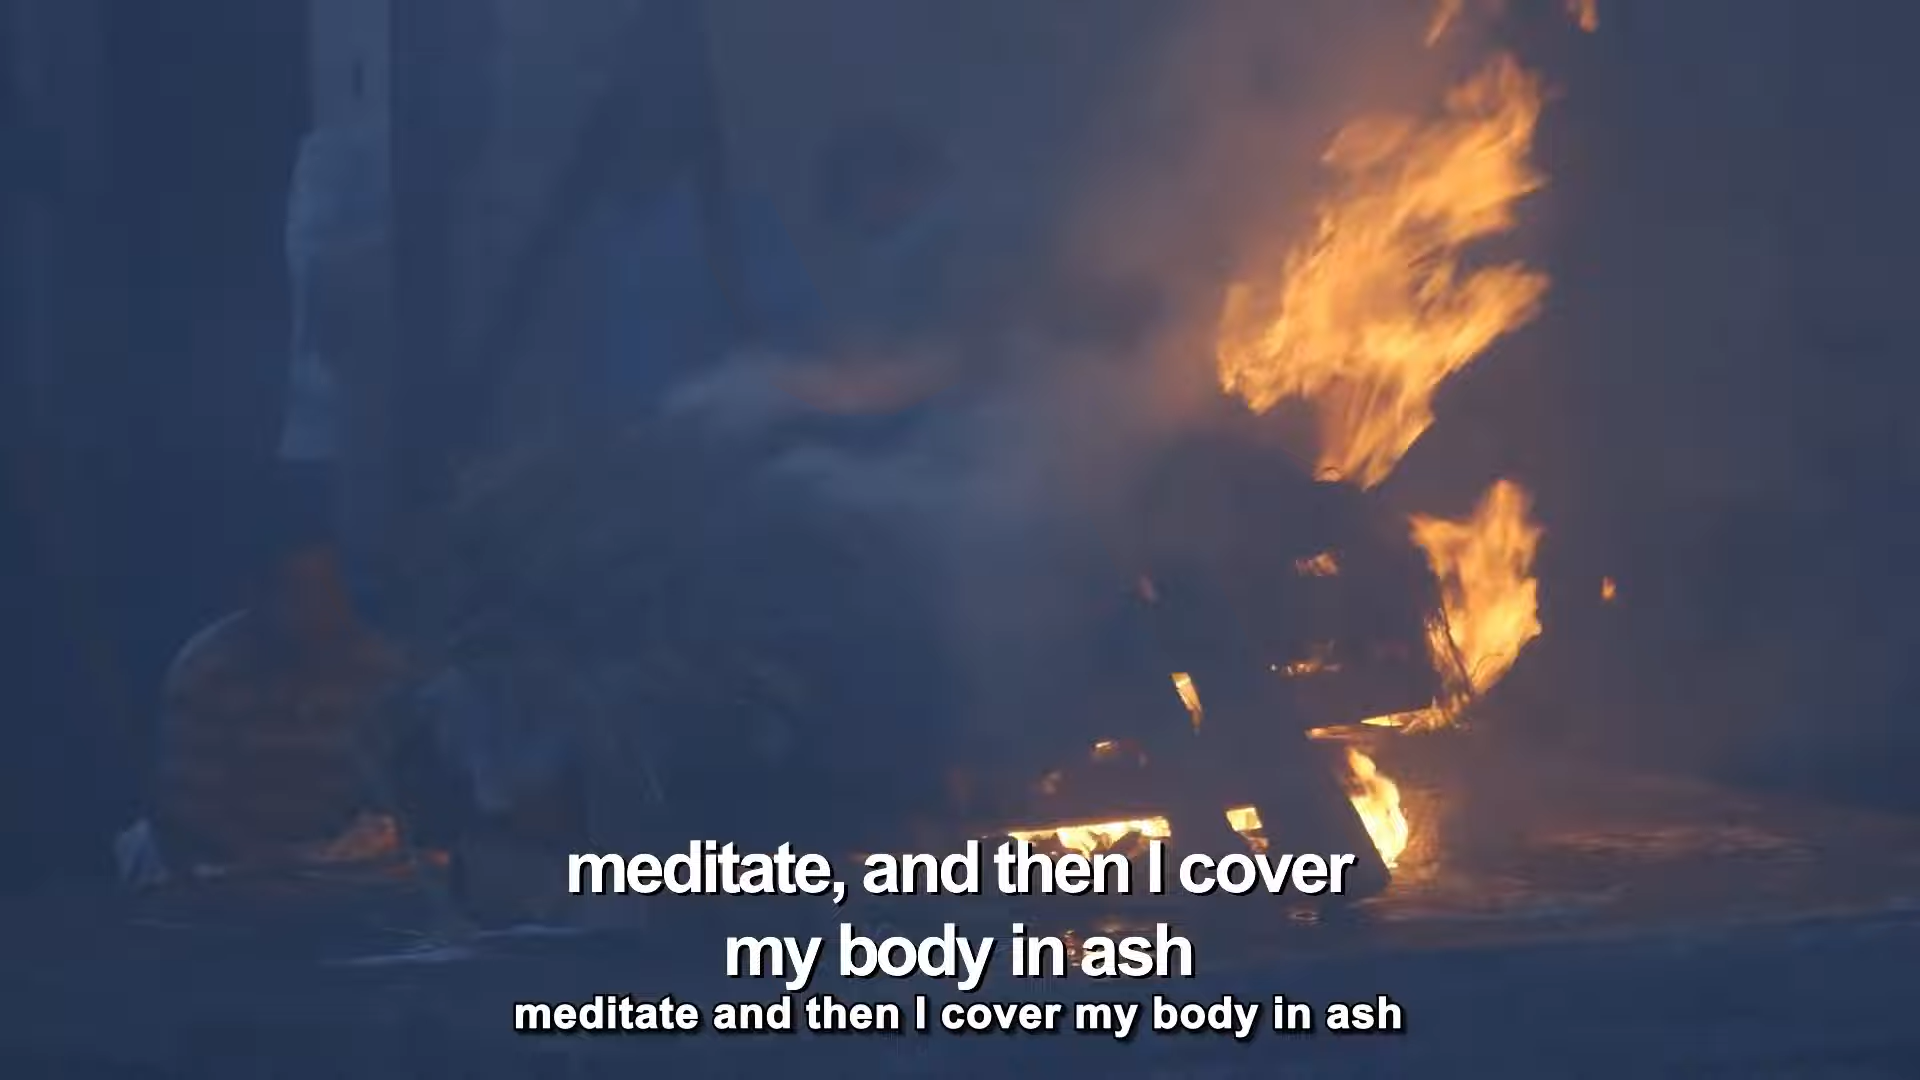 meditate, and then I cover
my body in ash
meditate and then I cover my body in ash